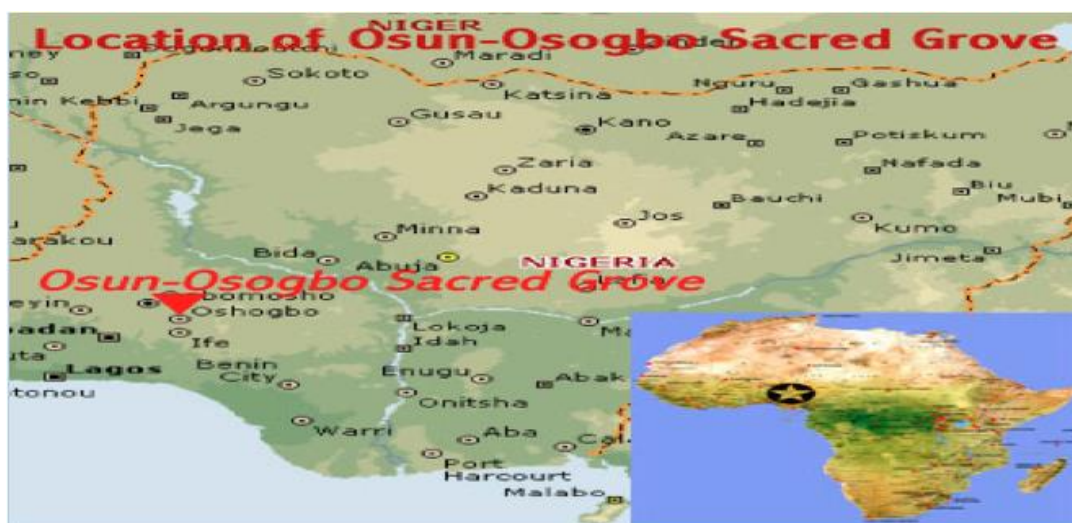 NIGER
Location of Osun-Osogbo Sacred Grove
Maradi
Sokoto
Katsina
Nguru
Gashua
Argungu
Hadejia
Jega
Gusau
Kano
Azare
Potiskum
Zaria
Nafada
Kaduna
Biu
Bauchi
Mubi
Jos
Kumo
Minna
Bida
Abuja
NIGERIA
Jimeta
Osun-Osogbo Sacred Grove
Oshogbo
Lokoja
Ife
Idah
Lagos
Benin
City
Enugu
Abak
Onitsha
Warri
Aba
Port
Harcourt
Malabo